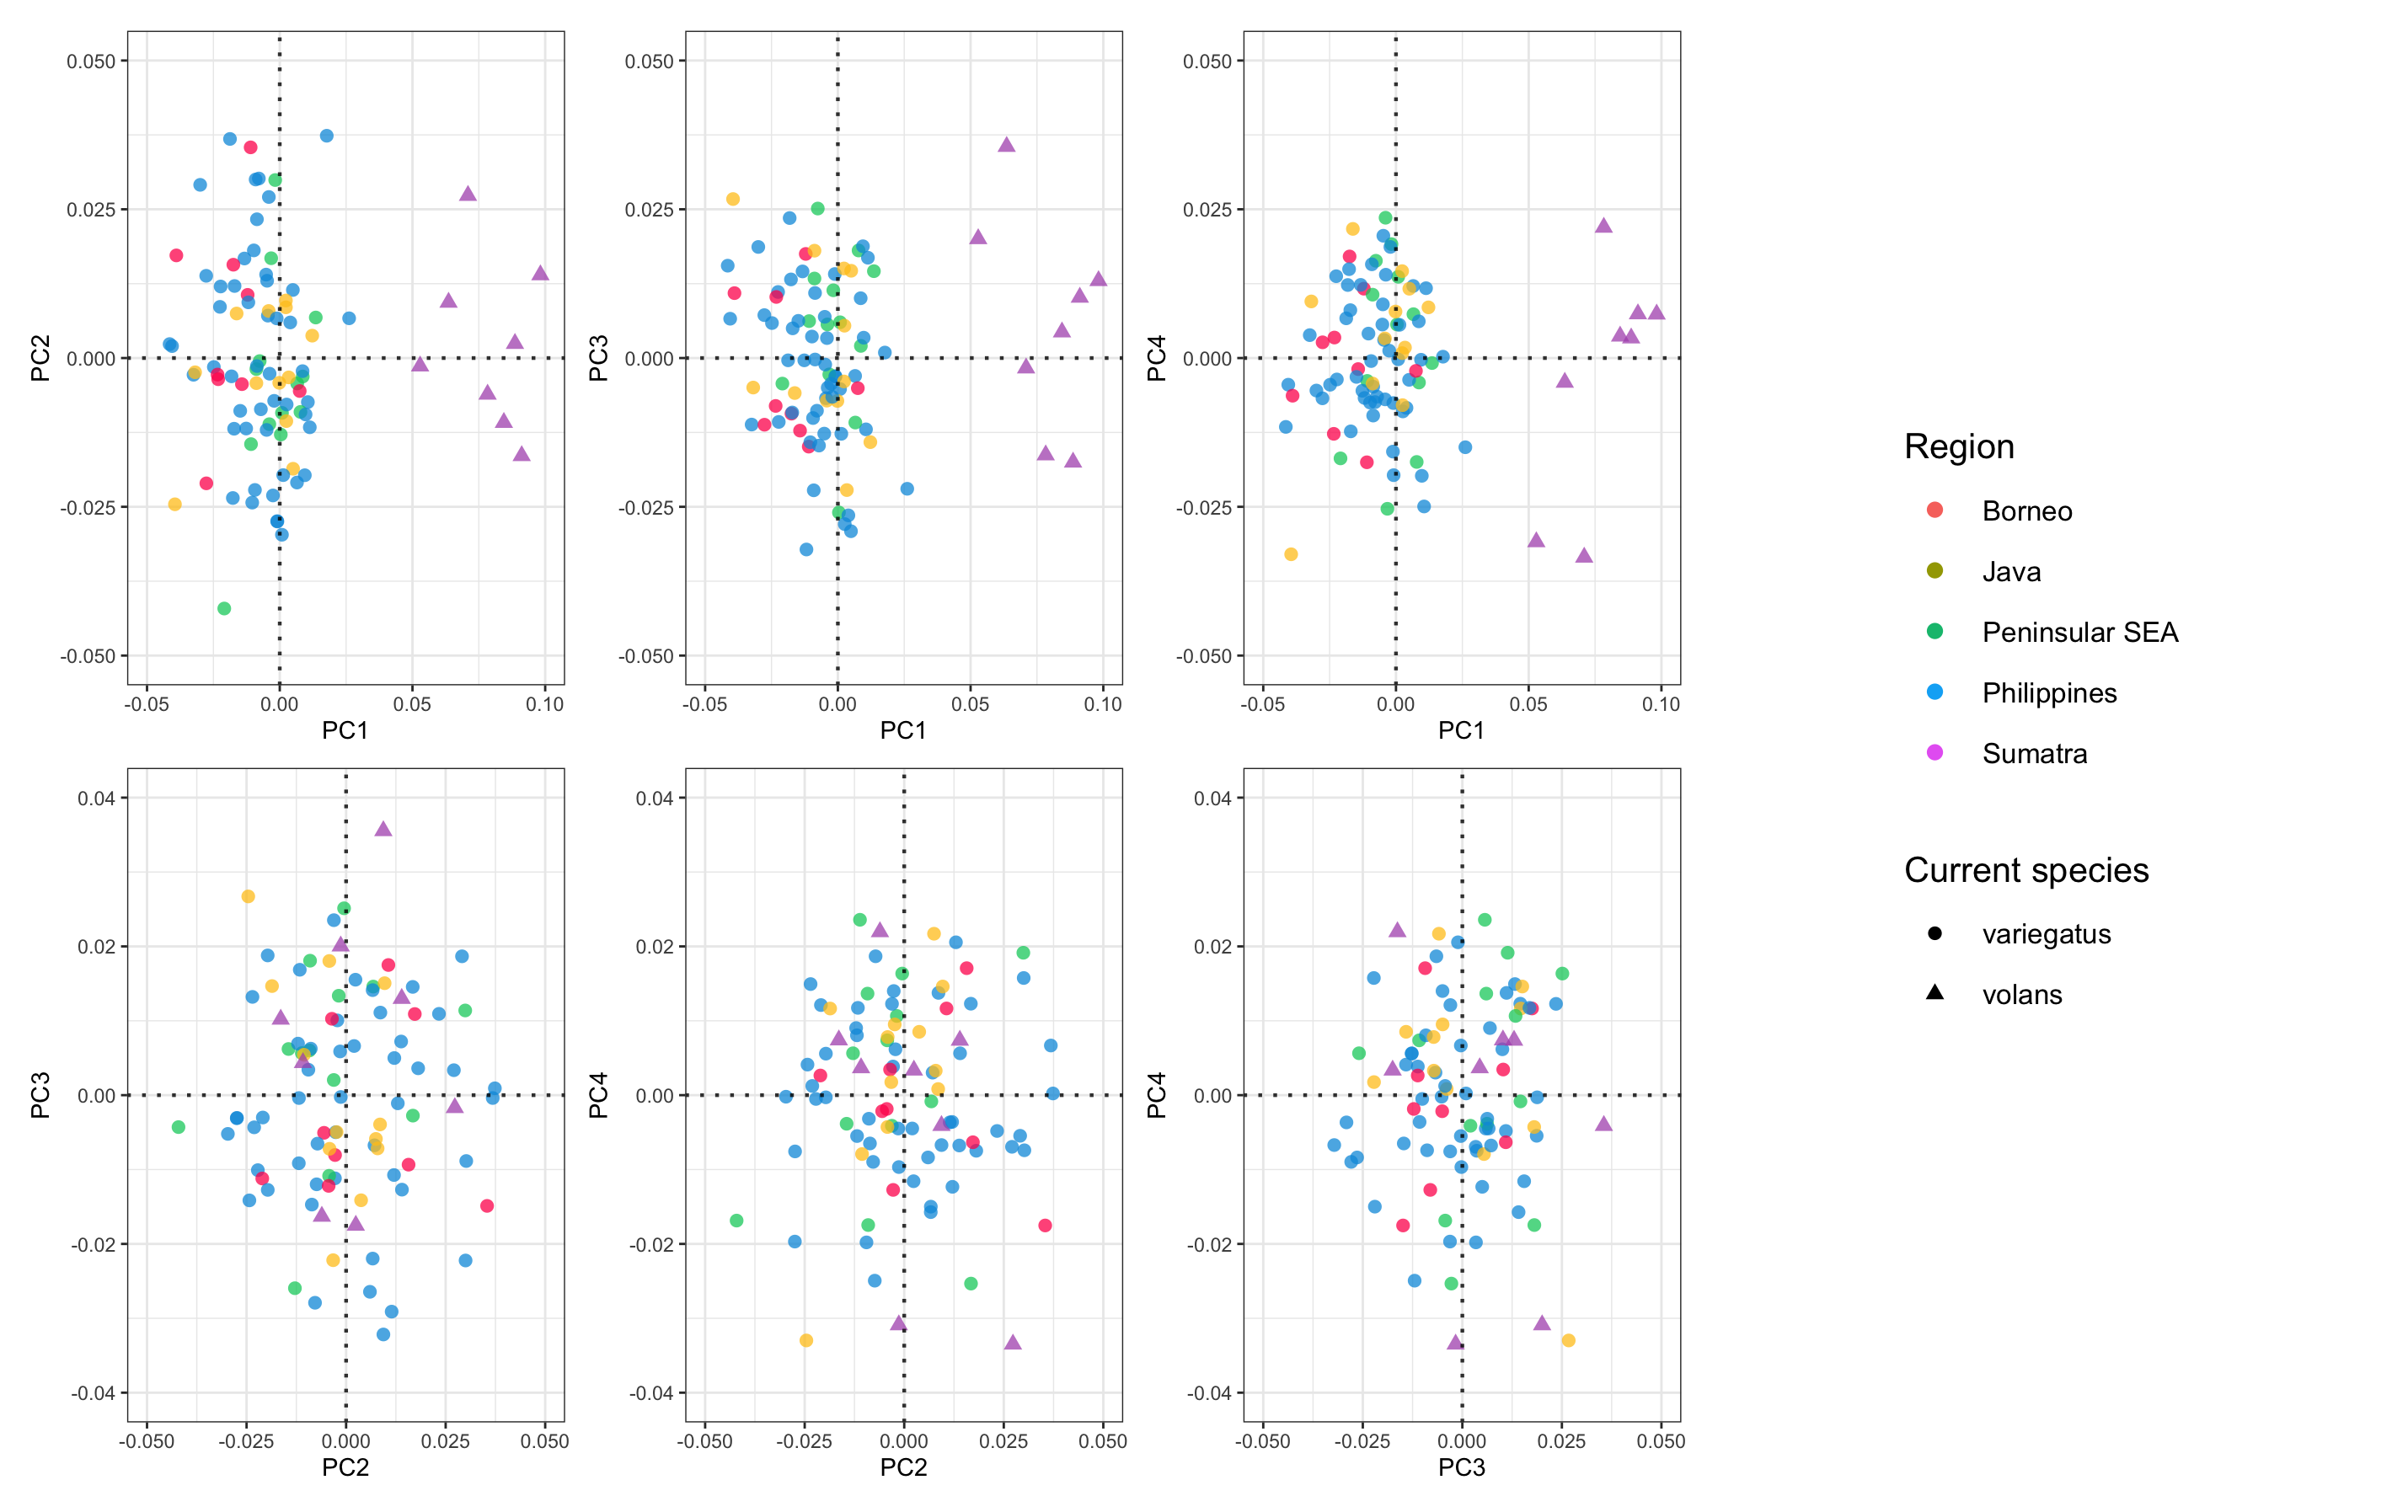 0.050
0.025
0.000
-0.025
-0.050
PC2
-0.05 0.00 0.05 0.10
PC1
0.050
0.025
0.000
-0.025
-0.050
PC3
-0.05 0.00 0.05 0.10
PC1
0.050
0.025
0.000
-0.025
-0.050
PC4
-0.05 0.00 0.05 0.10
PC1
0.04
0.02
0.00
-0.02
-0.04
PC3
-0.050 -0.025 0.000 0.025 0.050
PC2
0.04
0.02
0.00
-0.02
-0.04
PC4
-0.050 -0.025 0.000 0.025 0.050
PC2
0.04
0.02
0.00
-0.02
-0.04
PC4
-0.050 -0.025 0.000 0.025 0.050
PC3
Region
Borneo
Java
Peninsular SEA
Philippines
Sumatra
Current species
variegatus
volans